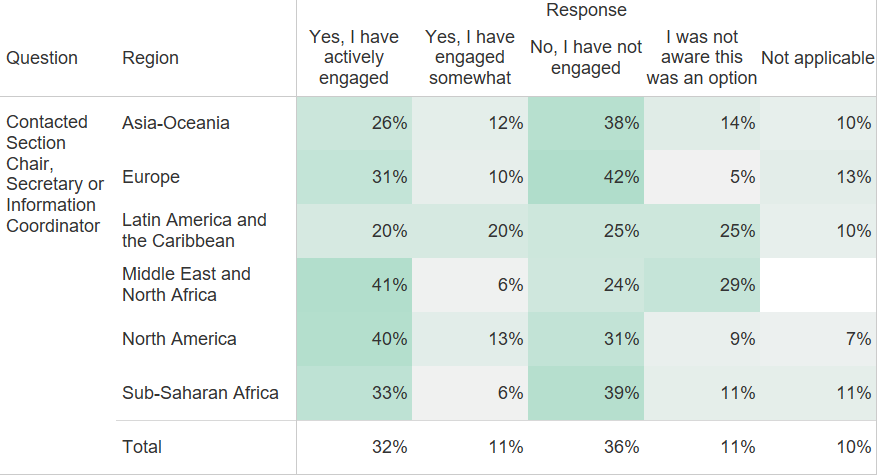 Response
Question Region Yes, I have actively engaged Yes, I have engaged somewhat No, I have not engaged I was not aware this was an option Not applicable
Contacted Section Chair, Secretary or Information Coordinator
Asia-Oceania 26% 12% 38% 14% 10%
Europe 31% 10% 42% 5% 13%
Latin America and the Caribbean 20% 20% 25% 25% 10%
Middle East and North Africa 41% 6% 24% 29%
North America 40% 13% 31% 9% 7%
Sub-Saharan Africa 33% 6% 39% 11% 11%
Total 32% 11% 36% 11% 10%